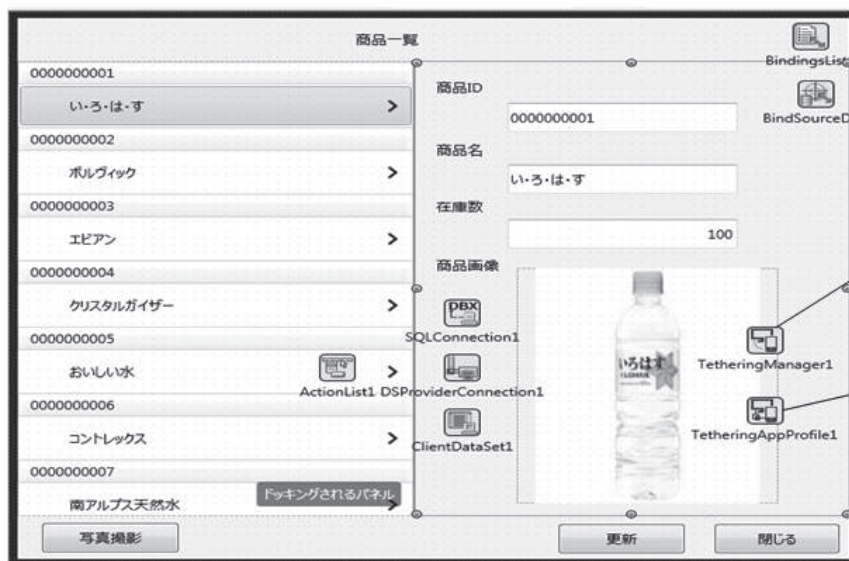 商品一覧
BindingsList
0000000001
い・ろ・は・す
0000000002
ボルヴィック
0000000003
エビアン
0000000004
クリスタルガイザー
0000000005
おいしい水
0000000006
コントレックス
0000000007
南アルプス天然水
ドッキングされるパネル
ActionList1
商品ID
0000000001
BindSourceD
商品名
い・ろ・は・す
在庫数
100
商品画像
いろはす
DBX
SQLConnection1
DSProviderConnection1
ClientDataSet1
TetheringManager1
TetheringAppProfile1
写真撮影
更新
閉じる